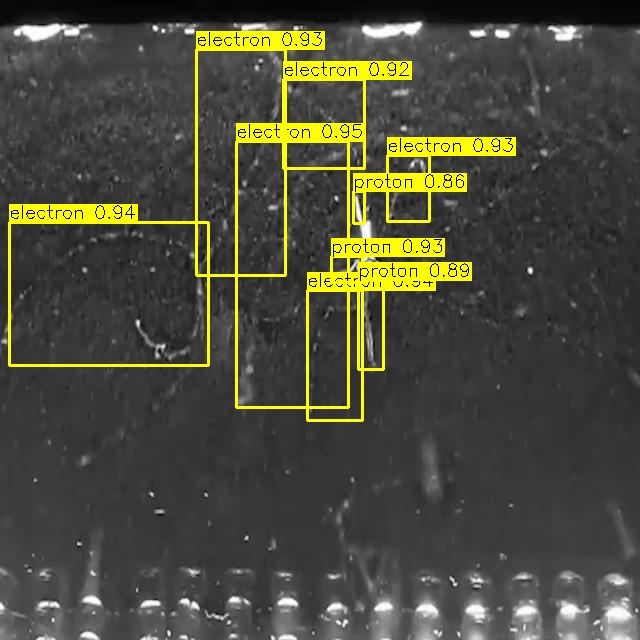 electron 0.93
electron 0.92
electron 0.95
electron 0.93
proton 0.86
electron 0.94
proton 0.93
proton 0.89
electron 0.94